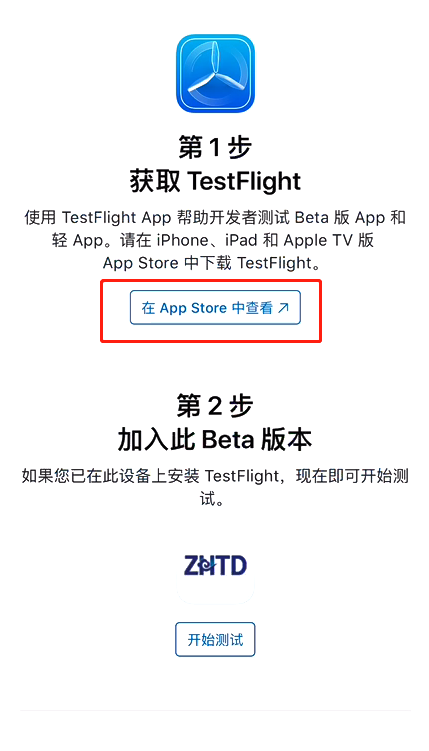 第 1 步
获取 TestFlight
使用 TestFlight App 帮助开发者测试 Beta 版 App 和
轻 App。请在 iPhone、iPad 和 Apple TV 版
App Store 中下载 TestFlight。
在 App Store 中查看 ↗
第 2 步
加入此 Beta 版本
如果您已在此设备上安装 TestFlight，现在即可开始测
试。
ZHTD
开始测试